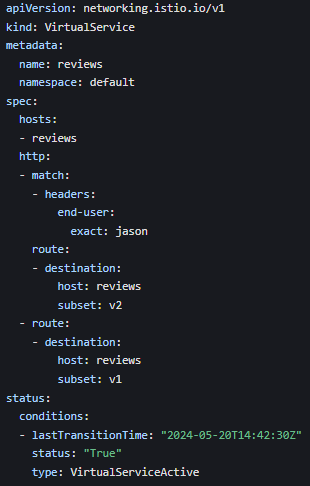 apiVersion: networking.istio.io/v1
kind: VirtualService
metadata:
  name: reviews
  namespace: default
spec:
  hosts:
  - reviews
  http:
  - match:
    - headers:
        end-user:
          exact: jason
    route:
    - destination:
        host: reviews
        subset: v2
  - route:
    - destination:
        host: reviews
        subset: v1
status:
  conditions:
  - lastTransitionTime: "2024-05-20T14:42:30Z"
    status: "True"
    type: VirtualServiceActive